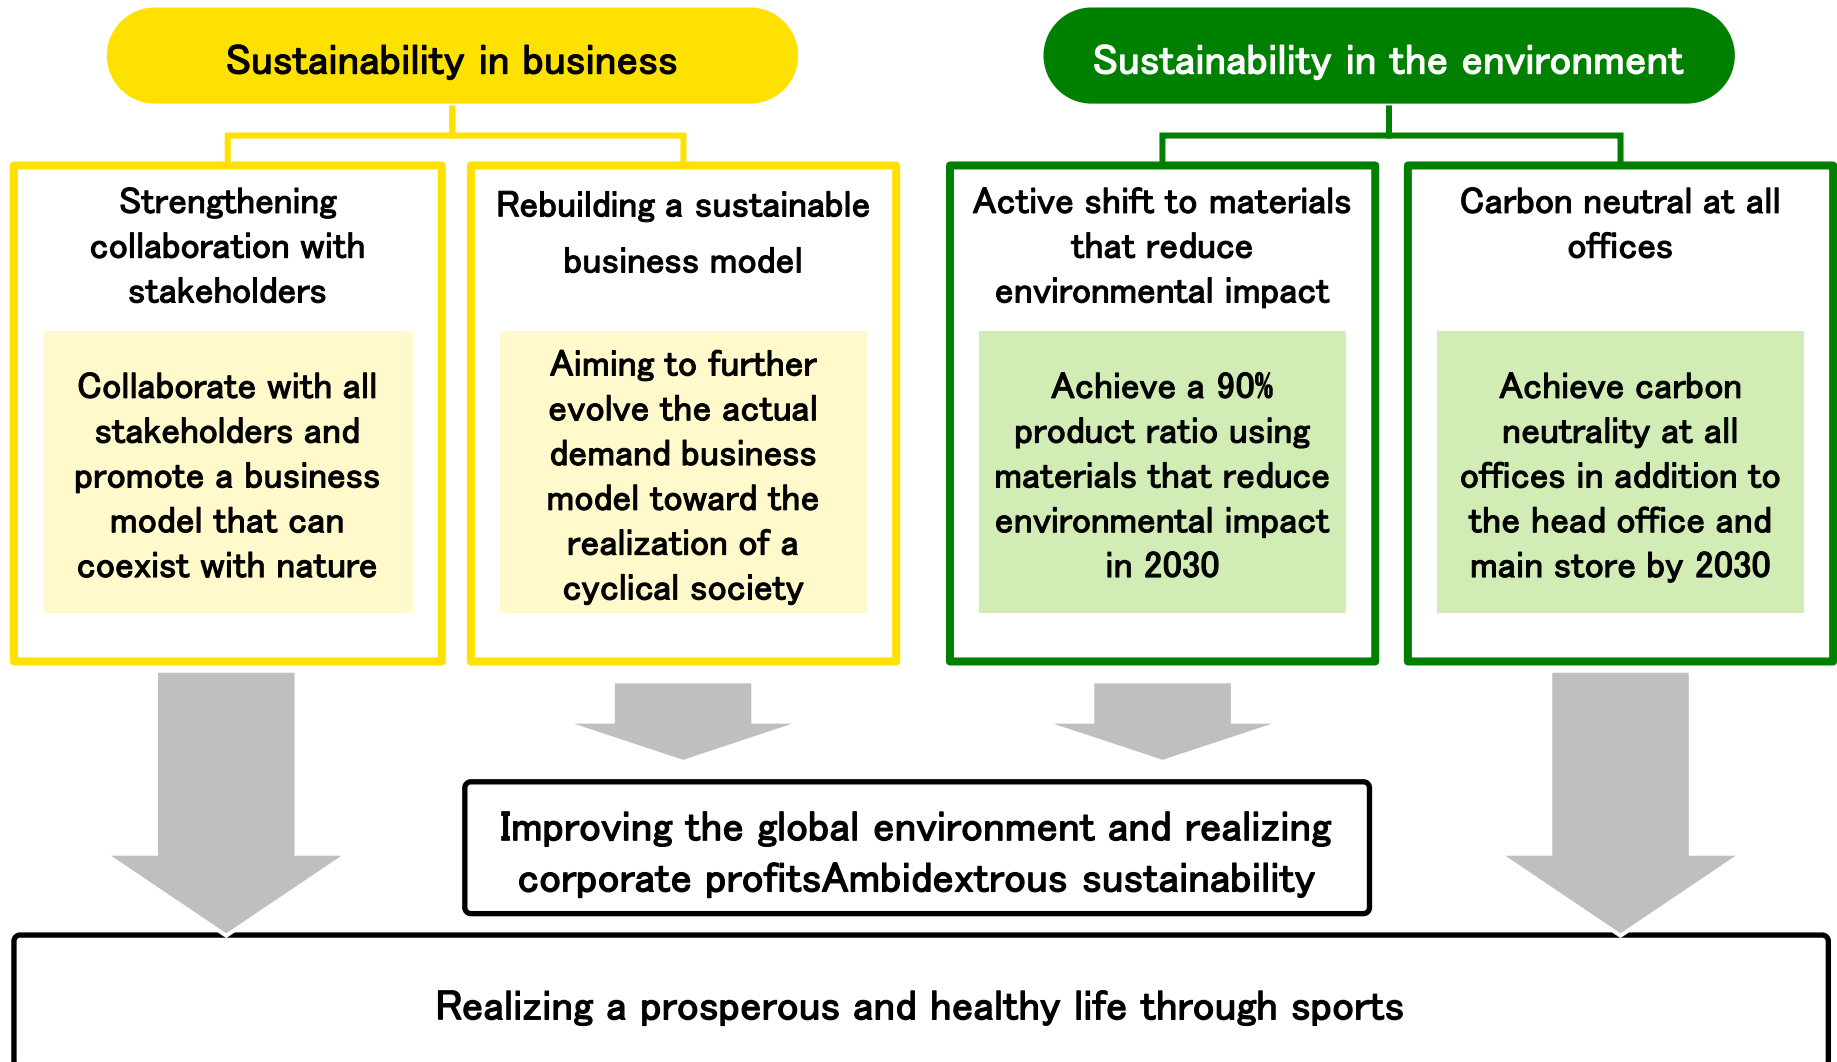 Sustainability in business
Sustainability in the environment
Strengthening
collaboration with
stakeholders
Collaborate with all
stakeholders and
promote a business
model that can
coexist with nature
Rebuilding a sustainable
business model
Aiming to further
evolve the actual
demand business
model toward the
realization of a
cyclical society
Active shift to materials
that reduce
environmental impact
Achieve a 90%
product ratio using
materials that reduce
environmental impact
in 2030
Carbon neutral at all
offices
Achieve carbon
neutrality at all
offices in addition to
the head office and
main store by 2030
Improving the global environment and realizing
corporate profitsAmbidextrous sustainability
Realizing a prosperous and healthy life through sports